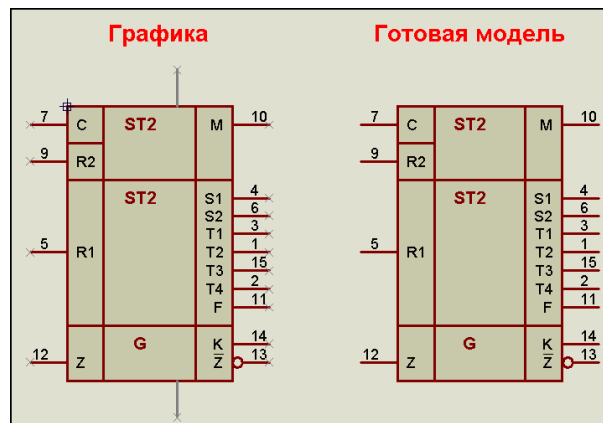 Графика Готовая модель
7 C ST2 M 10 7 C ST2 M 10
9 R2 9 R2
ST2 S1 4 ST2 S1 4
S2 6 S2 6
T1 3 T1 3
5 R1 T2 1 5 R1 T2 1
T3 15 T3 15
T4 2 T4 2
F 11 F 11
G K 14 G K 14
12 Z Z̅ 13 12 Z Z̅ 13